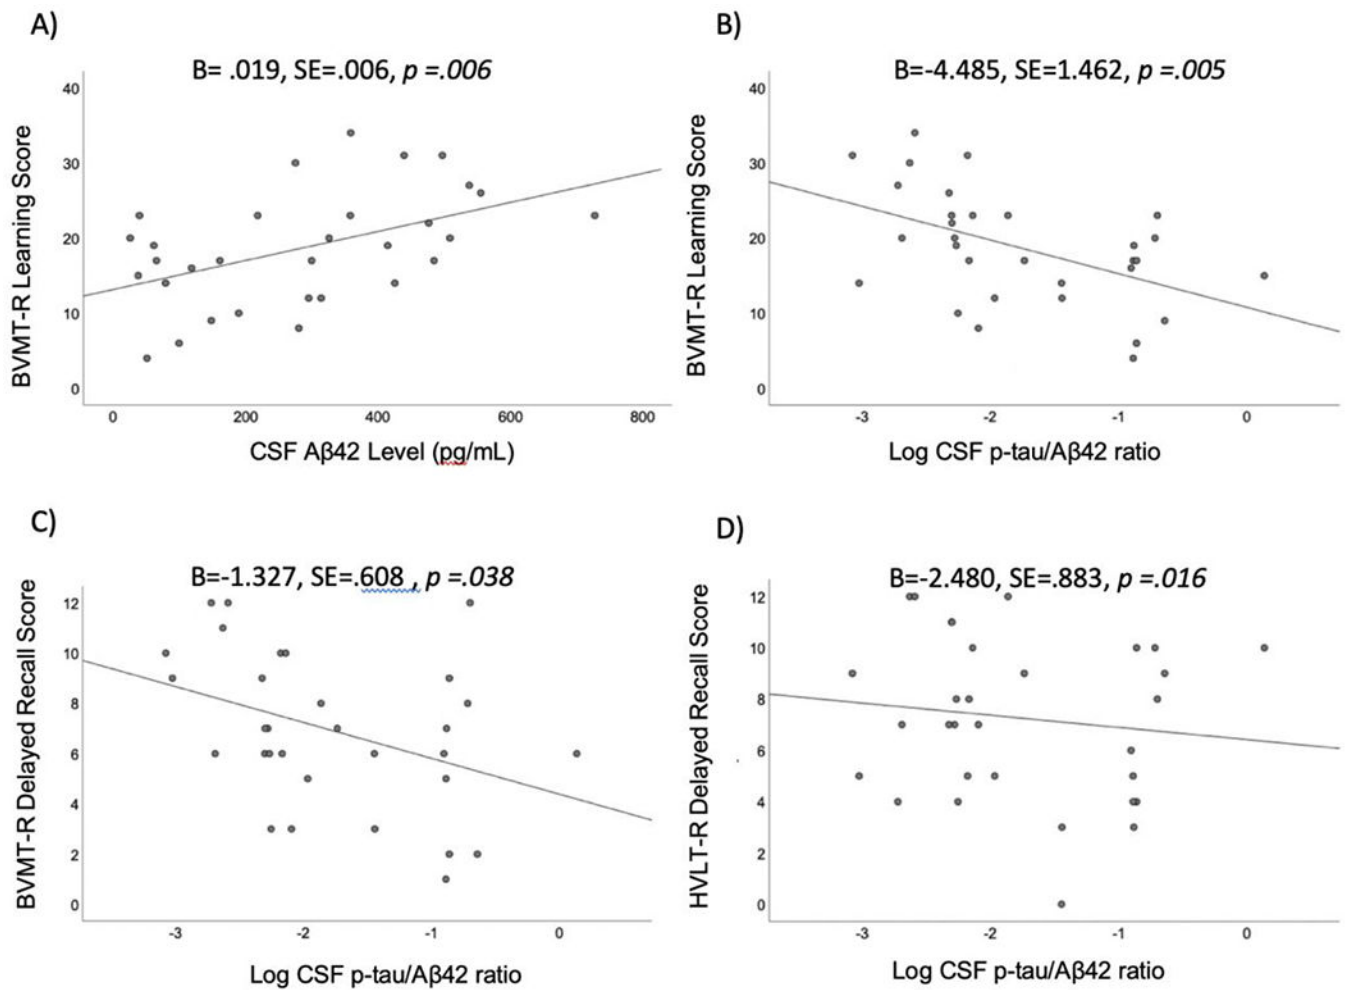 A)
B= .019, SE=.006, p =.006
BVMT-R Learning Score
40
30
20
10
0
0 200 400 600 800
CSF Aβ42 Level (pg/mL)
B)
B=-4.485, SE=1.462, p =.005
BVMT-R Learning Score
40
30
20
10
0
-3 -2 -1 0
Log CSF p-tau/Aβ42 ratio
C)
B=-1.327, SE=.608 , p =.038
BVMT-R Delayed Recall Score
12
10
8
6
4
2
0
-3 -2 -1 0
Log CSF p-tau/Aβ42 ratio
D)
B=-2.480, SE=.883, p =.016
HVLT-R Delayed Recall Score
12
10
8
6
4
2
0
-3 -2 -1 0
Log CSF p-tau/Aβ42 ratio